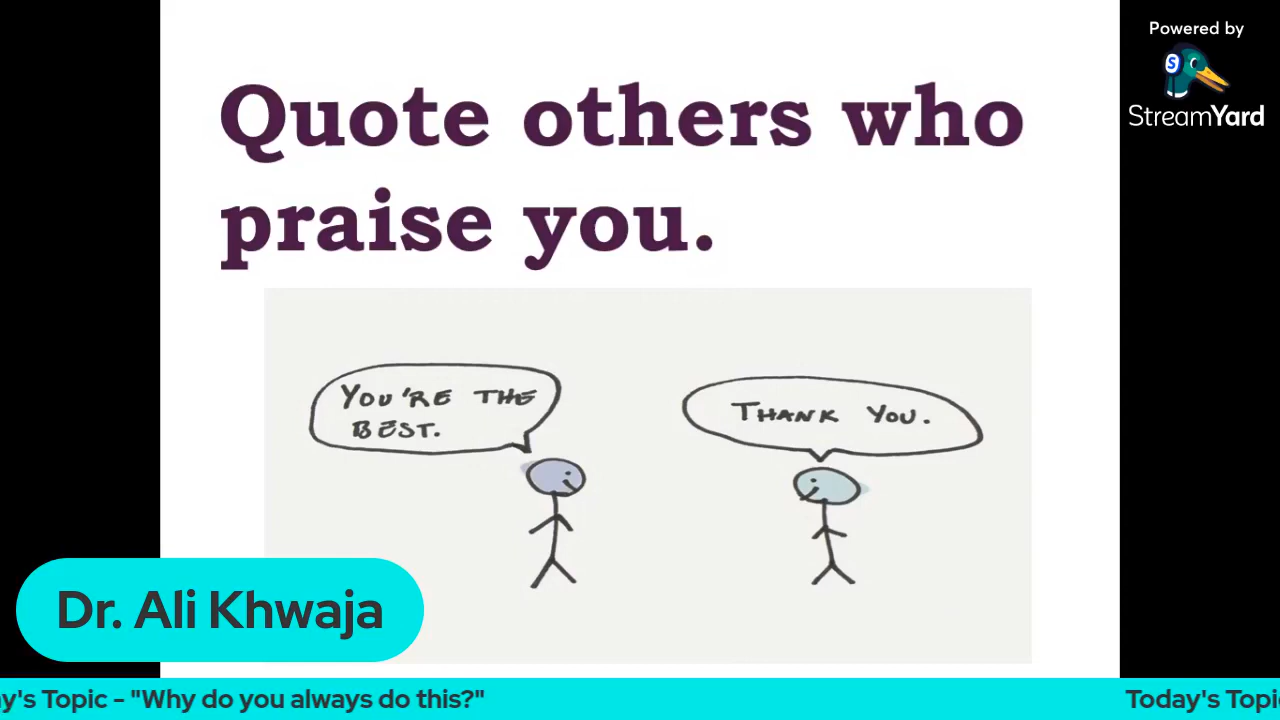 Powered by
StreamYard
Quote others who
praise you.
YOU'RE THE
BEST.
THANK YOU.
Dr. Ali Khwaja
y's Topic - "Why do you always do this?"
Today's Topi